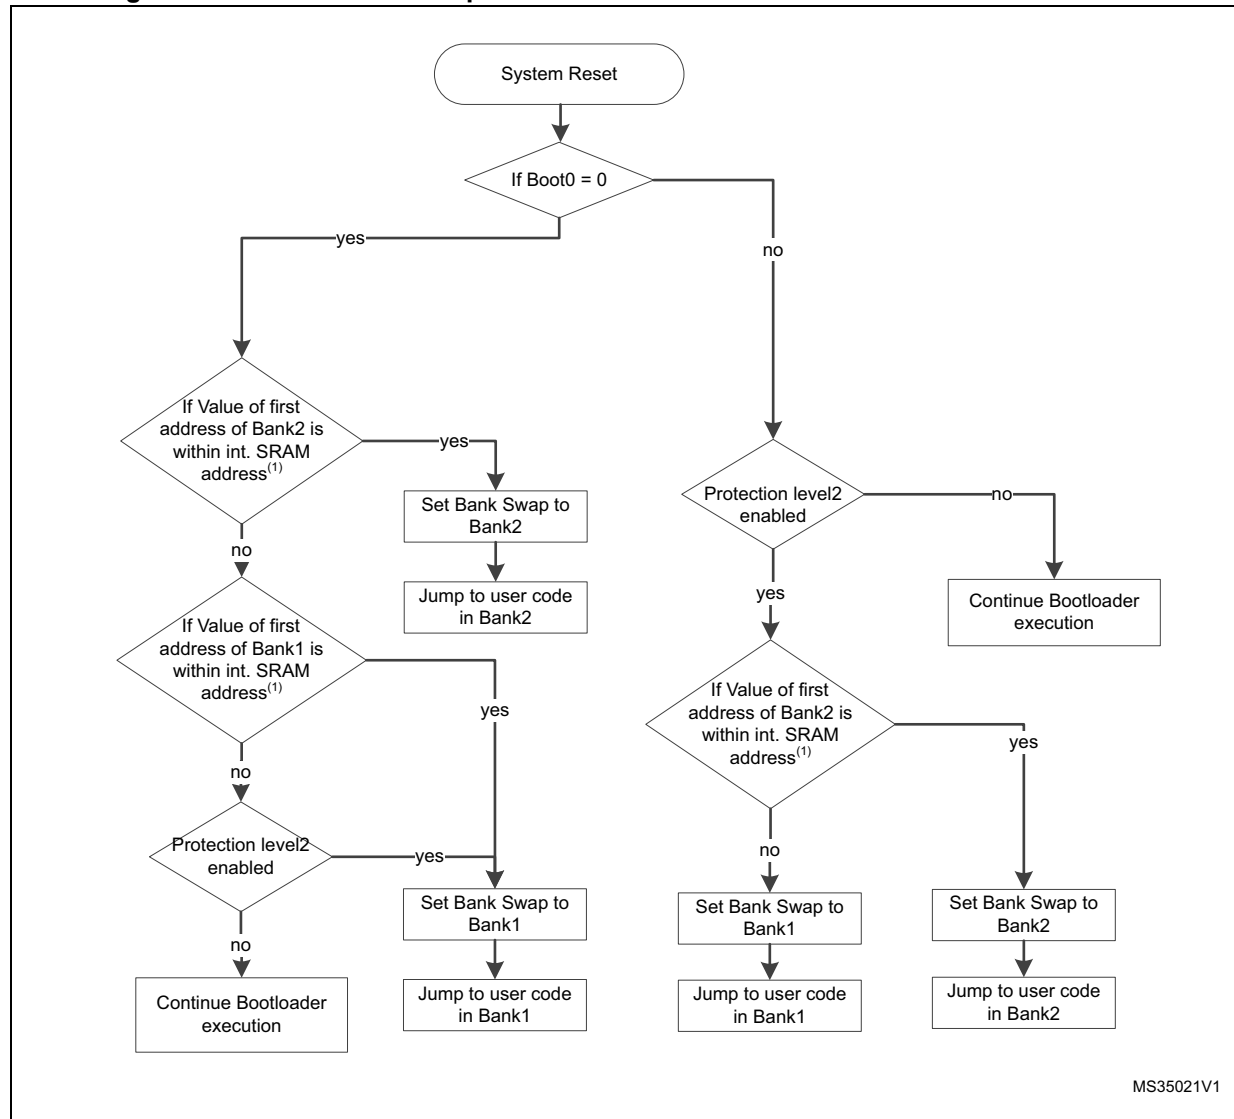 System Reset
If Boot0 = 0
yes
no
If Value of first
address of Bank2 is
within int. SRAM
address(1)
yes
Set Bank Swap to
Bank2
Jump to user code
in Bank2
no
If Value of first
address of Bank1 is
within int. SRAM
address(1)
yes
no
Protection level2
enabled
yes
Set Bank Swap to
Bank1
Jump to user code
in Bank1
no
Continue Bootloader
execution
Protection level2
enabled
no
Continue Bootloader
execution
yes
If Value of first
address of Bank2 is
within int. SRAM
address(1)
yes
no
Set Bank Swap to
Bank1
Jump to user code
in Bank1
Set Bank Swap to
Bank2
Jump to user code
in Bank2
MS35021V1